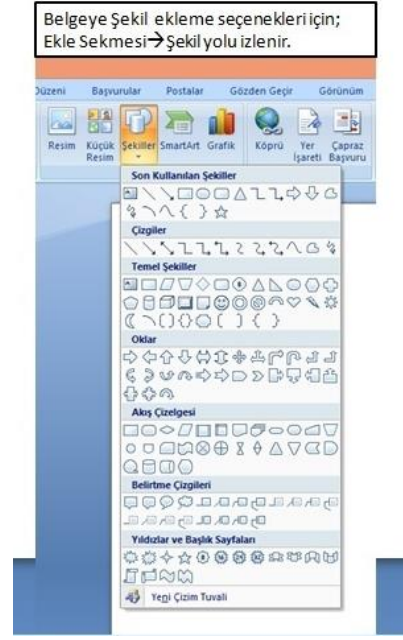 Belgeye Şekil ekleme seçenekleri için;
Ekle Sekmesi→Şekil yolu izlenir.
Düzeni Başvurular Postalar Gözden Geçir Görünüm
Resim Küçük Resim Şekiller SmartArt Grafik Köprü Yer İşareti Çapraz Başvuru
Son Kullanılan Şekiller
Çizgiler
Temel Şekiller
Oklar
Akış Çizelgesi
Belirtme Çizgileri
Yıldızlar ve Başlık Sayfaları
Yeni Çizim Tuvali